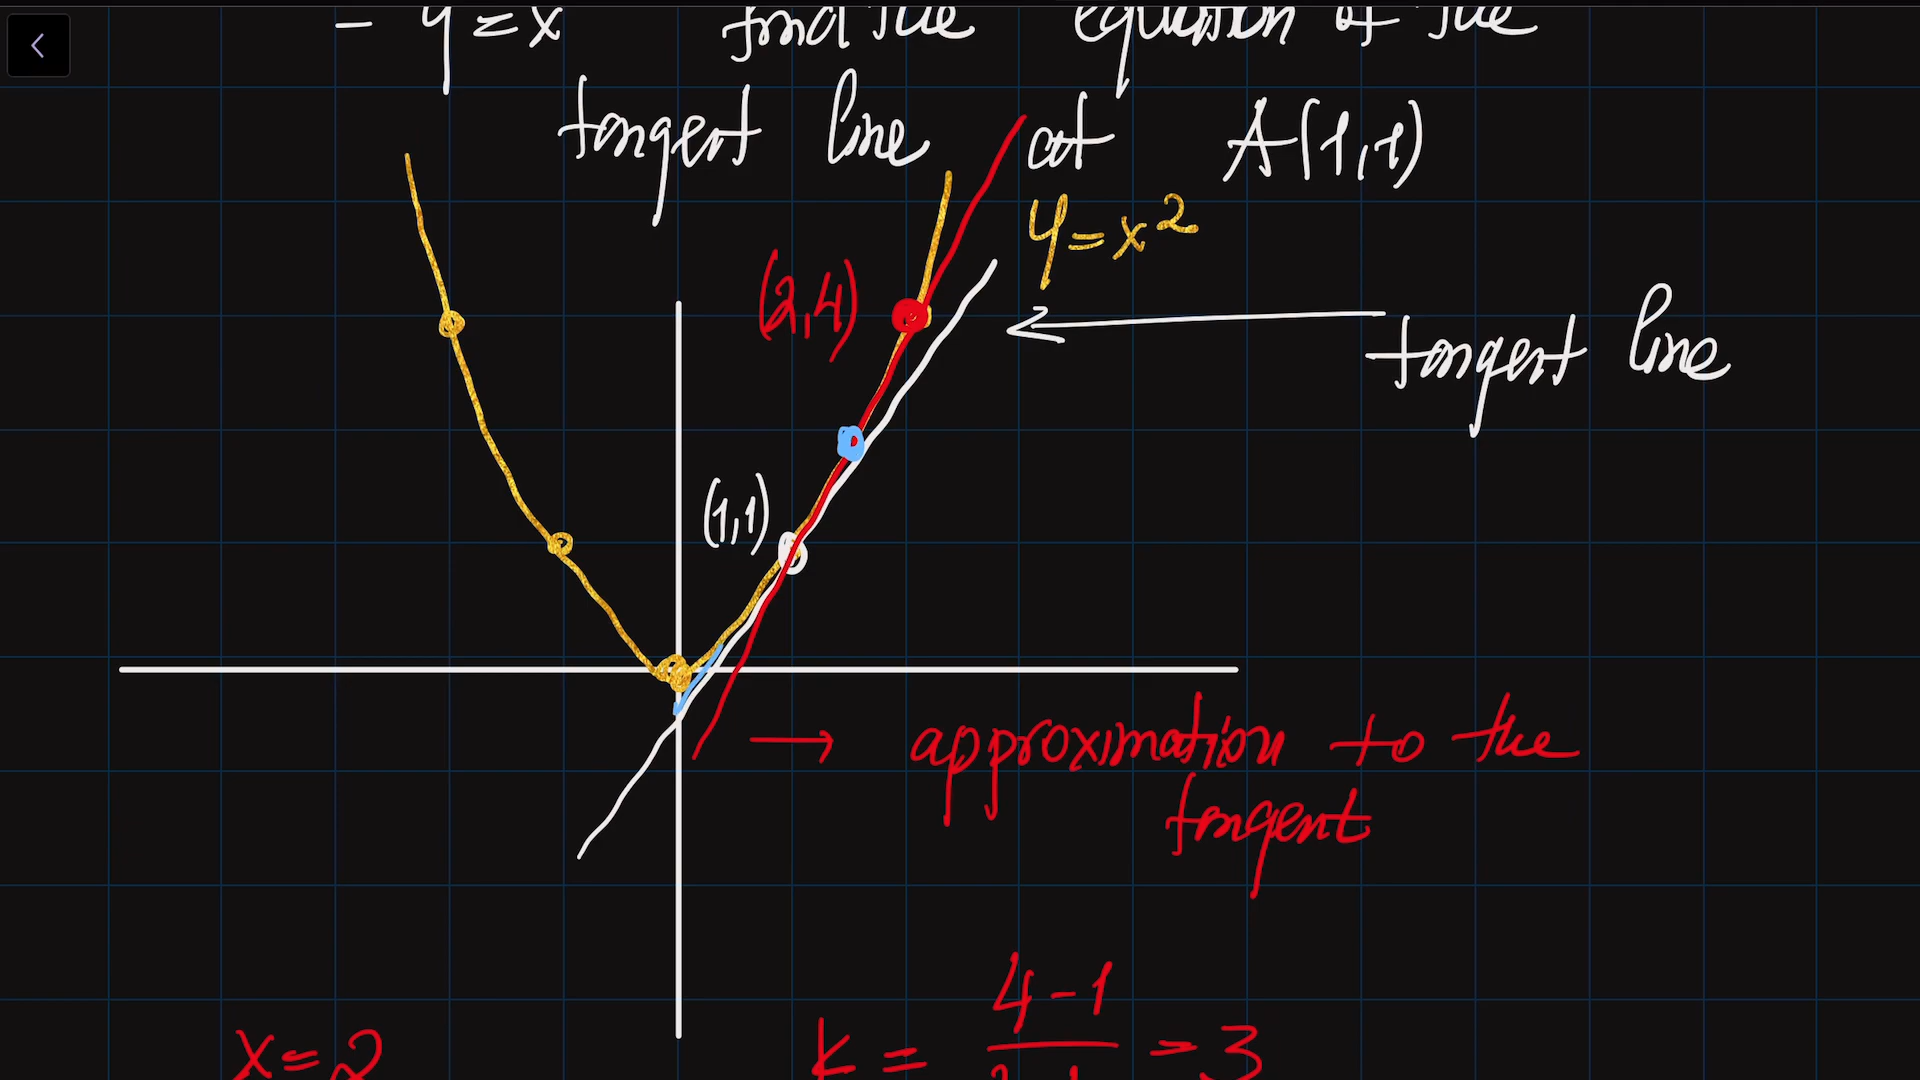 - y = x find the equation of the
tangent line at A(1,1)
y = x²
(2,4)
tangent line
(1,1)
→ approximation to the
tangent
4-1
x = 2 k = = 3